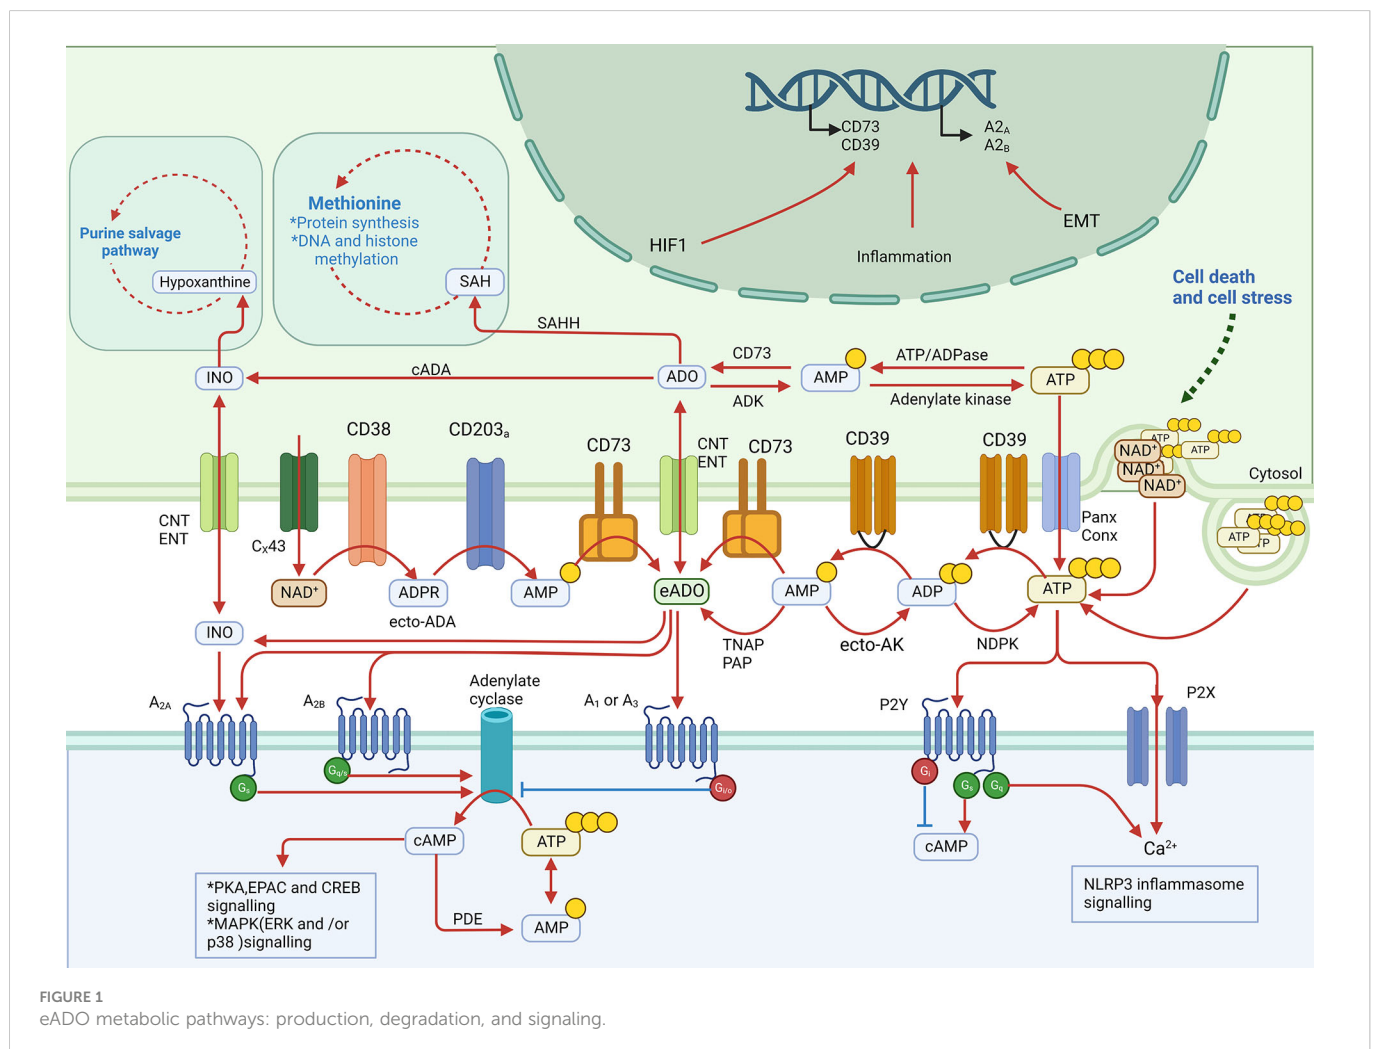 CD73
CD39
A2A
A2B
HIF1
Inflammation
EMT
Cell death
and cell stress
Purine salvage
pathway
Hypoxanthine
Methionine
*Protein synthesis
*DNA and histone
methylation
SAH
SAHH
INO
cADA
ADO
CD73
ADK
AMP
ATP/ADPase
Adenylate kinase
ATP
CD38
CD203a
CD73
CNT
ENT
CD73
CD39
CD39
ATP
ATP
NAD+
NAD+
NAD+
Cytosol
CNT
ENT
Cx43
Panx
Conx
ATP
NAD+
ADPR
ecto-ADA
AMP
eADO
AMP
ADP
ATP
TNAP
PAP
ecto-AK
NDPK
INO
A2A
A2B
Adenylate
cyclase
A1 or A3
P2Y
P2X
Gs
Gq/s
Gi/o
Gi
Gs
Gq
cAMP
ATP
cAMP
Ca2+
*PKA,EPAC and CREB
signalling
*MAPK(ERK and /or
p38 )signalling
PDE
AMP
NLRP3 inflammasome
signalling
FIGURE 1
eADO metabolic pathways: production, degradation, and signaling.